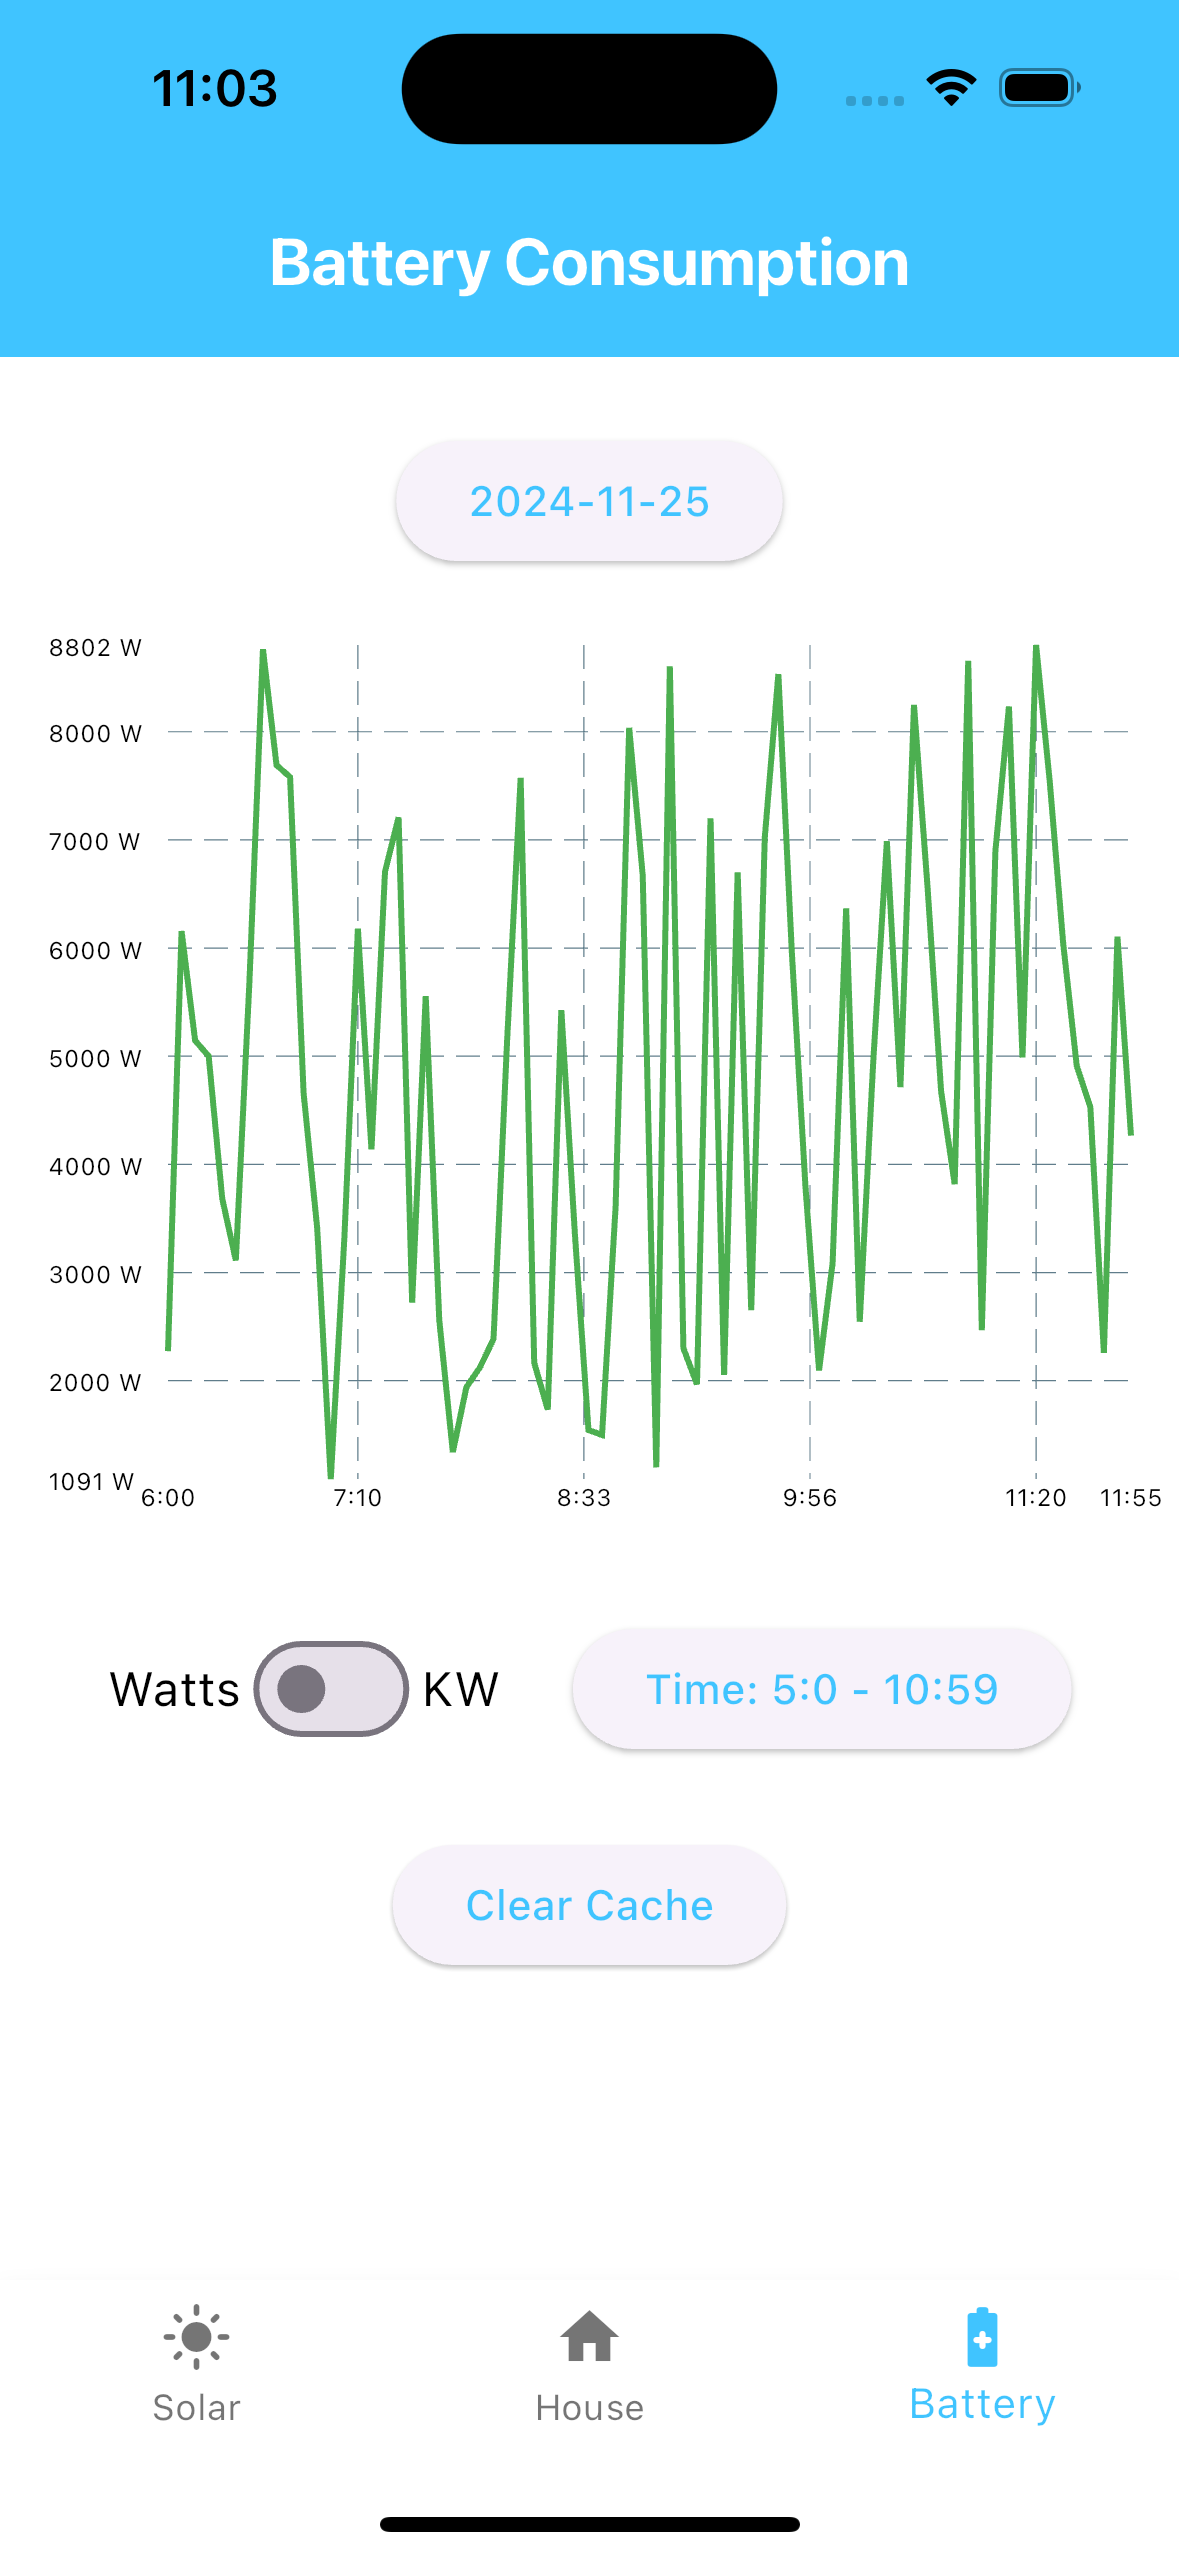 11:03
Battery Consumption
2024-11-25
8802 W
8000 W
7000 W
6000 W
5000 W
4000 W
3000 W
2000 W
1091 W
6:00 7:10 8:33 9:56 11:20 11:55
Watts KW Time: 5:0 - 10:59
Clear Cache
Solar House Battery